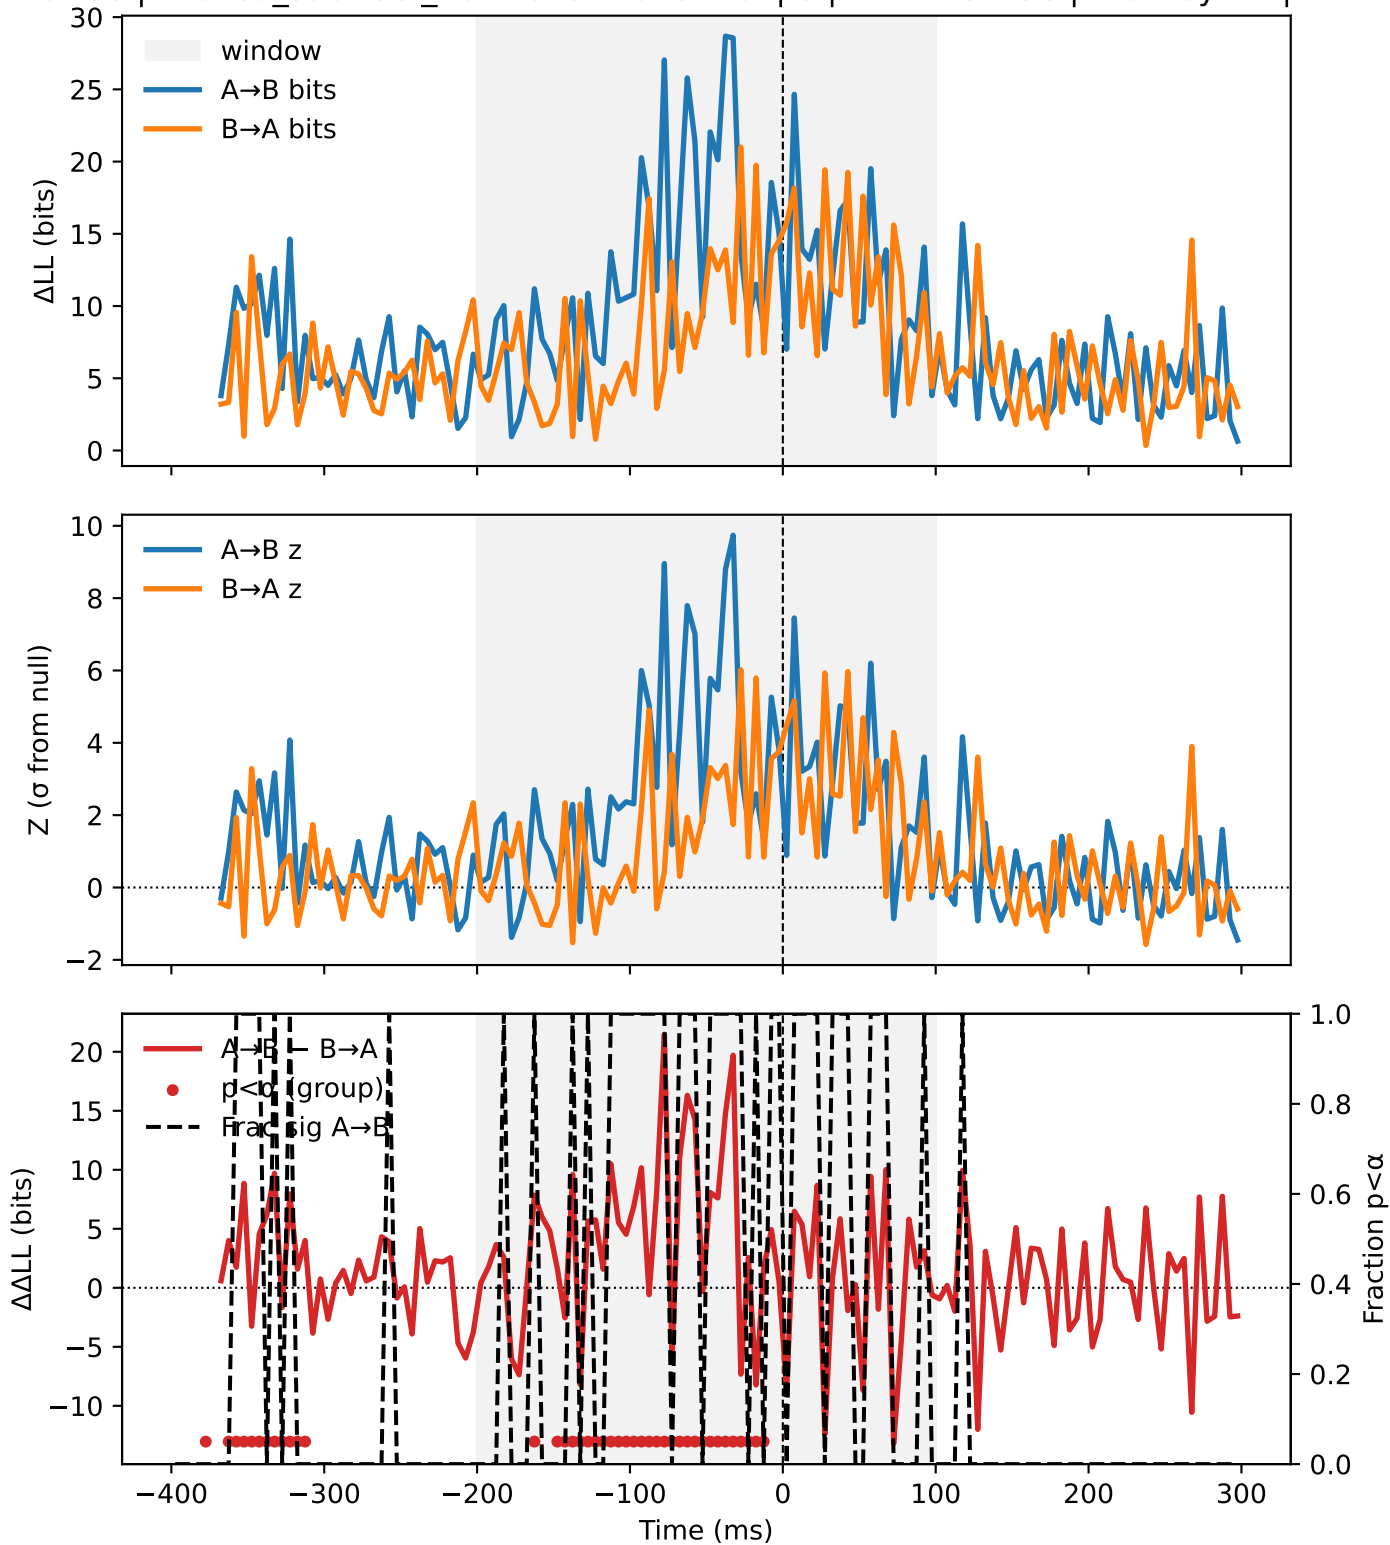 30
25
20
15
10
5
0
ΔLL (bits)
window
A→B bits
B→A bits
10
8
6
4
2
0
−2
Z (σ from null)
A→B z
B→A z
20
15
10
5
0
−5
−10
ΔΔLL (bits)
A→B − B→A
p<α (group)
Frac sig A→B
1.0
0.8
0.6
0.4
0.2
0.0
Fraction p<α
−400 −300 −200 −100 0 100 200 300
Time (ms)